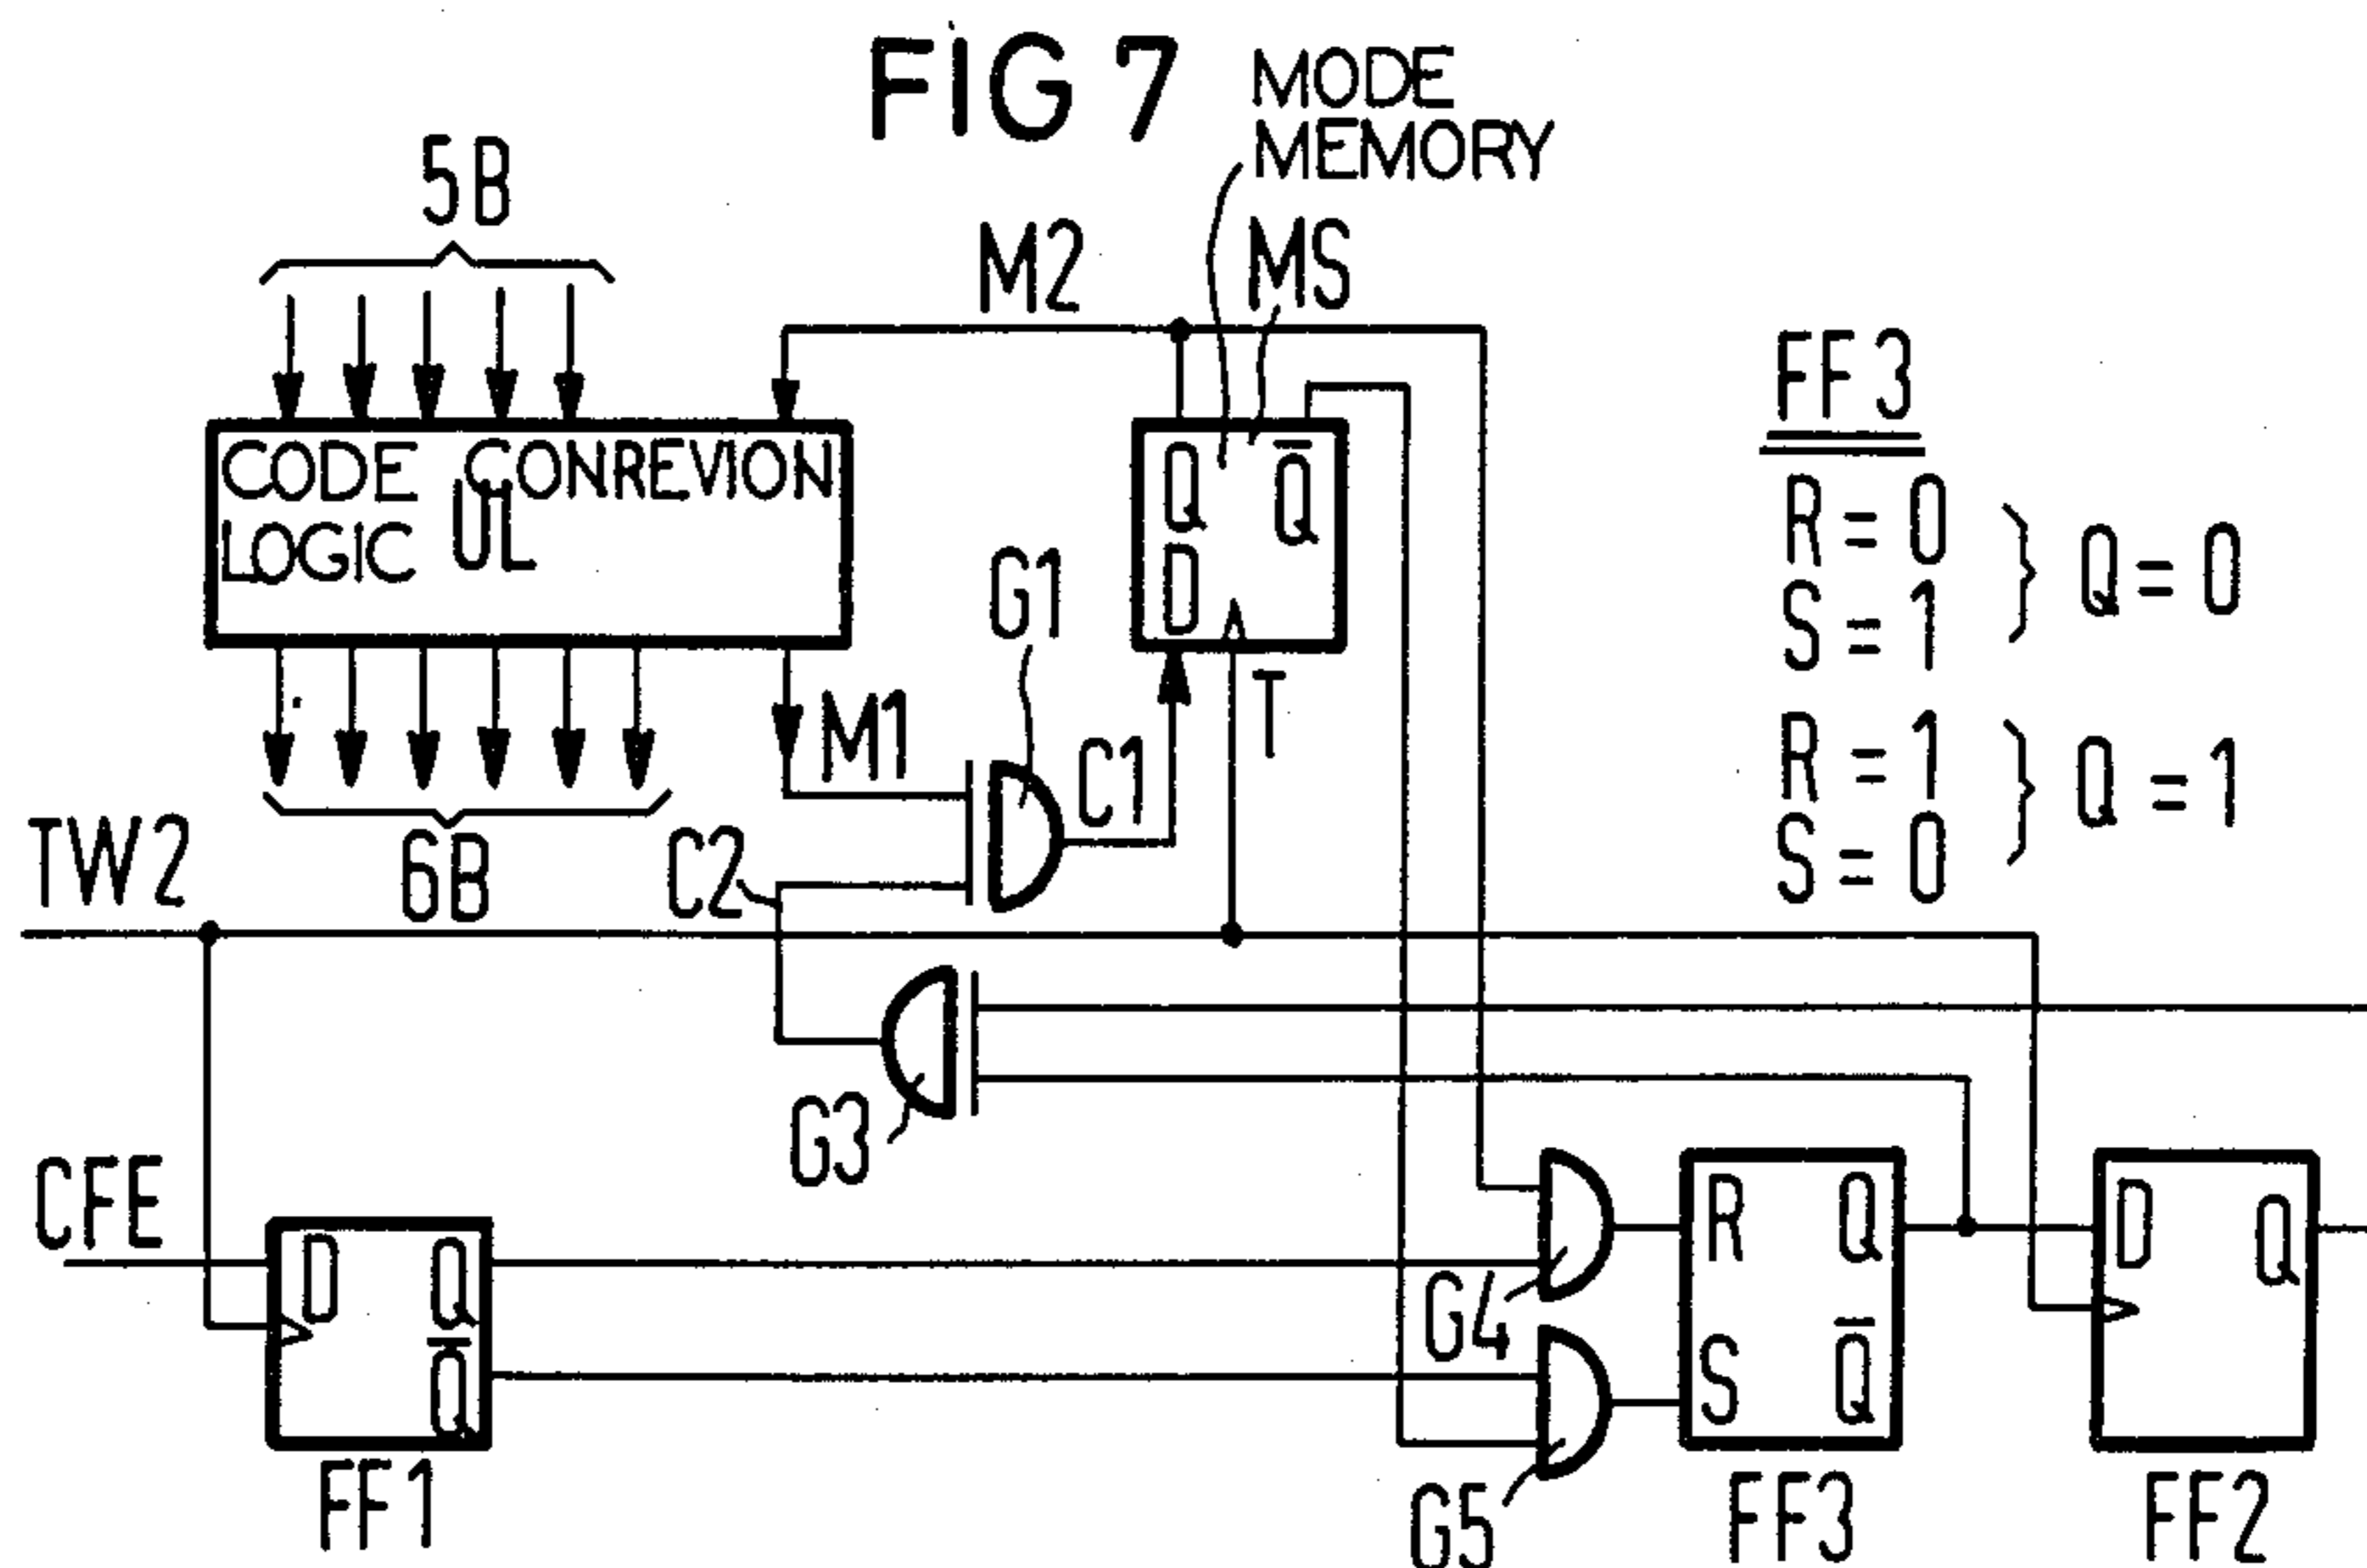 FIG 7
MODE
MEMORY
5B
M2
MS
FF3
CODE CONREVION
LOGIC UL
Q Q̅
D
G1
R = 0
S = 1
Q = 0
T
M1
C1
R = 1
S = 0
Q = 1
TW2
6B
C2
G3
CFE
D Q
Q̅
FF1
G4
G5
R Q
S Q̅
FF3
D Q
FF2